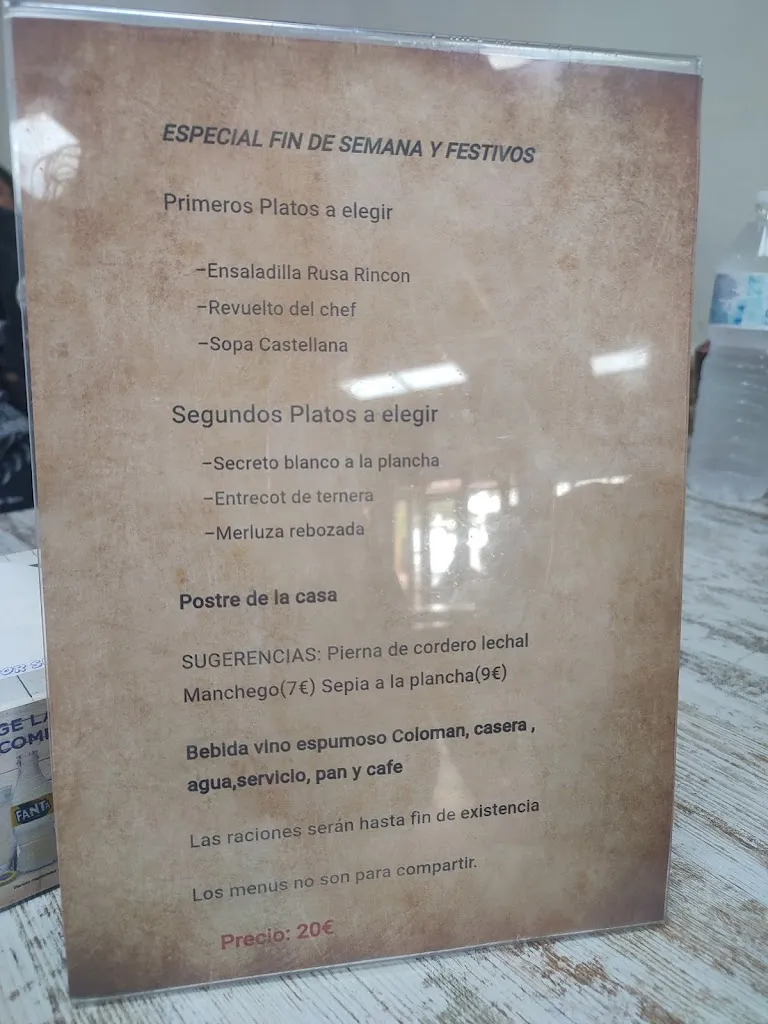 ESPECIAL FIN DE SEMANA Y FESTIVOS
Primeros Platos a elegir
-Ensaladilla Rusa Rincon
-Revuelto del chef
-Sopa Castellana
Segundos Platos a elegir
-Secreto blanco a la plancha
-Entrecot de ternera
-Merluza rebozada
Postre de la casa
SUGERENCIAS: Pierna de cordero lechal
Manchego(7€) Sepia a la plancha(9€)
Bebida vino espumoso Coloman, casera ,
agua,servicio, pan y cafe
Las raciones serán hasta fin de existencia
Los menus no son para compartir.
Precio: 20€
FANTA